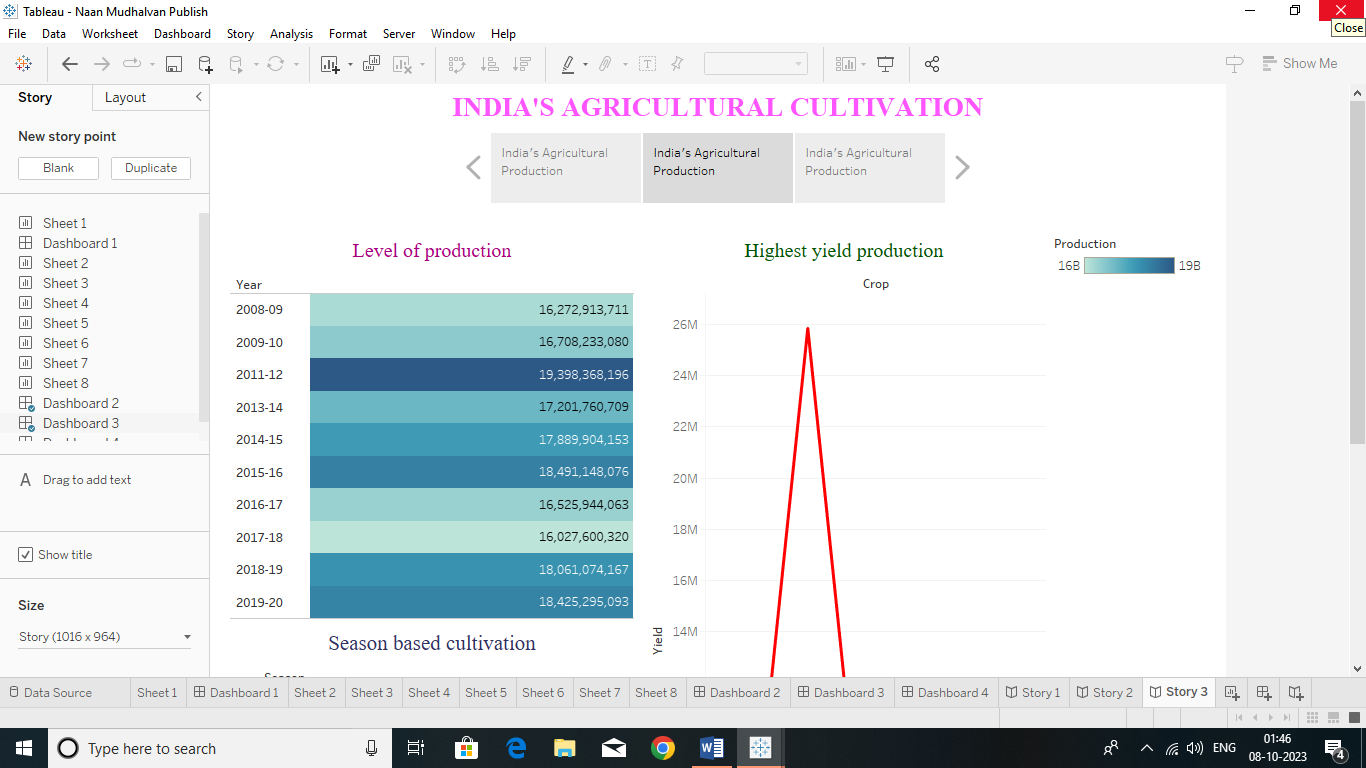 Tableau - Naan Mudhalvan Publish
Close
File Data Worksheet Dashboard Story Analysis Format Server Window Help
Show Me
Story Layout
New story point
Blank Duplicate
Sheet 1
Dashboard 1
Sheet 2
Sheet 3
Sheet 4
Sheet 5
Sheet 6
Sheet 7
Sheet 8
Dashboard 2
Dashboard 3
A Drag to add text
Show title
Size
Story (1016 x 964)
INDIA'S AGRICULTURAL CULTIVATION
India's Agricultural
Production
India's Agricultural
Production
India's Agricultural
Production
Level of production
Year
2008-09 16,272,913,711
2009-10 16,708,233,080
2011-12 19,398,368,196
2013-14 17,201,760,709
2014-15 17,889,904,153
2015-16 18,491,148,076
2016-17 16,525,944,063
2017-18 16,027,600,320
2018-19 18,061,074,167
2019-20 18,425,295,093
Season based cultivation
Season
Highest yield production
Crop
26M
24M
22M
20M
18M
16M
14M
Yield
Production
16B 19B
Data Source Sheet 1 Dashboard 1 Sheet 2 Sheet 3 Sheet 4 Sheet 5 Sheet 6 Sheet 7 Sheet 8 Dashboard 2 Dashboard 3 Dashboard 4 Story 1 Story 2 Story 3
Type here to search
ENG
01:46
08-10-2023
4